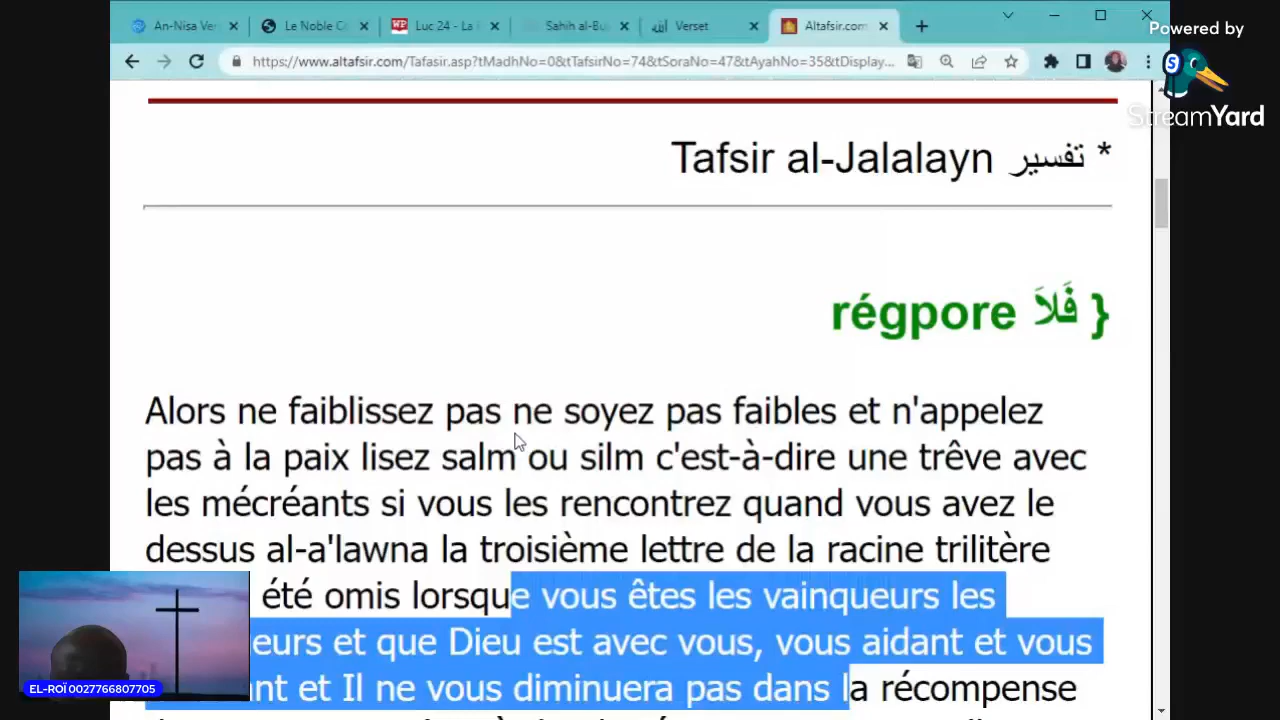 An-Nisa Ve
Le Noble C
Luc 24 - La
Sahih al-Bu
Verset
Altafsir.com
Powered by
StreamYard
https://www.altafsir.com/Tafasir.asp?tMadhNo=0&tTafsirNo=74&tSoraNo=47&tAyahNo=35&tDisplay...
* تفسير Tafsir al-Jalalayn
{ فَلاَ régpore
Alors ne faiblissez pas ne soyez pas faibles et n'appelez
pas à la paix lisez salm ou silm c'est-à-dire une trêve avec
les mécréants si vous les rencontrez quand vous avez le
dessus al-a'lawna la troisième lettre de la racine trilitère
été omis lorsque vous êtes les vainqueurs les
eurs et que Dieu est avec vous, vous aidant et vous
ant et Il ne vous diminuera pas dans la récompense
EL-ROÏ 0027766807705